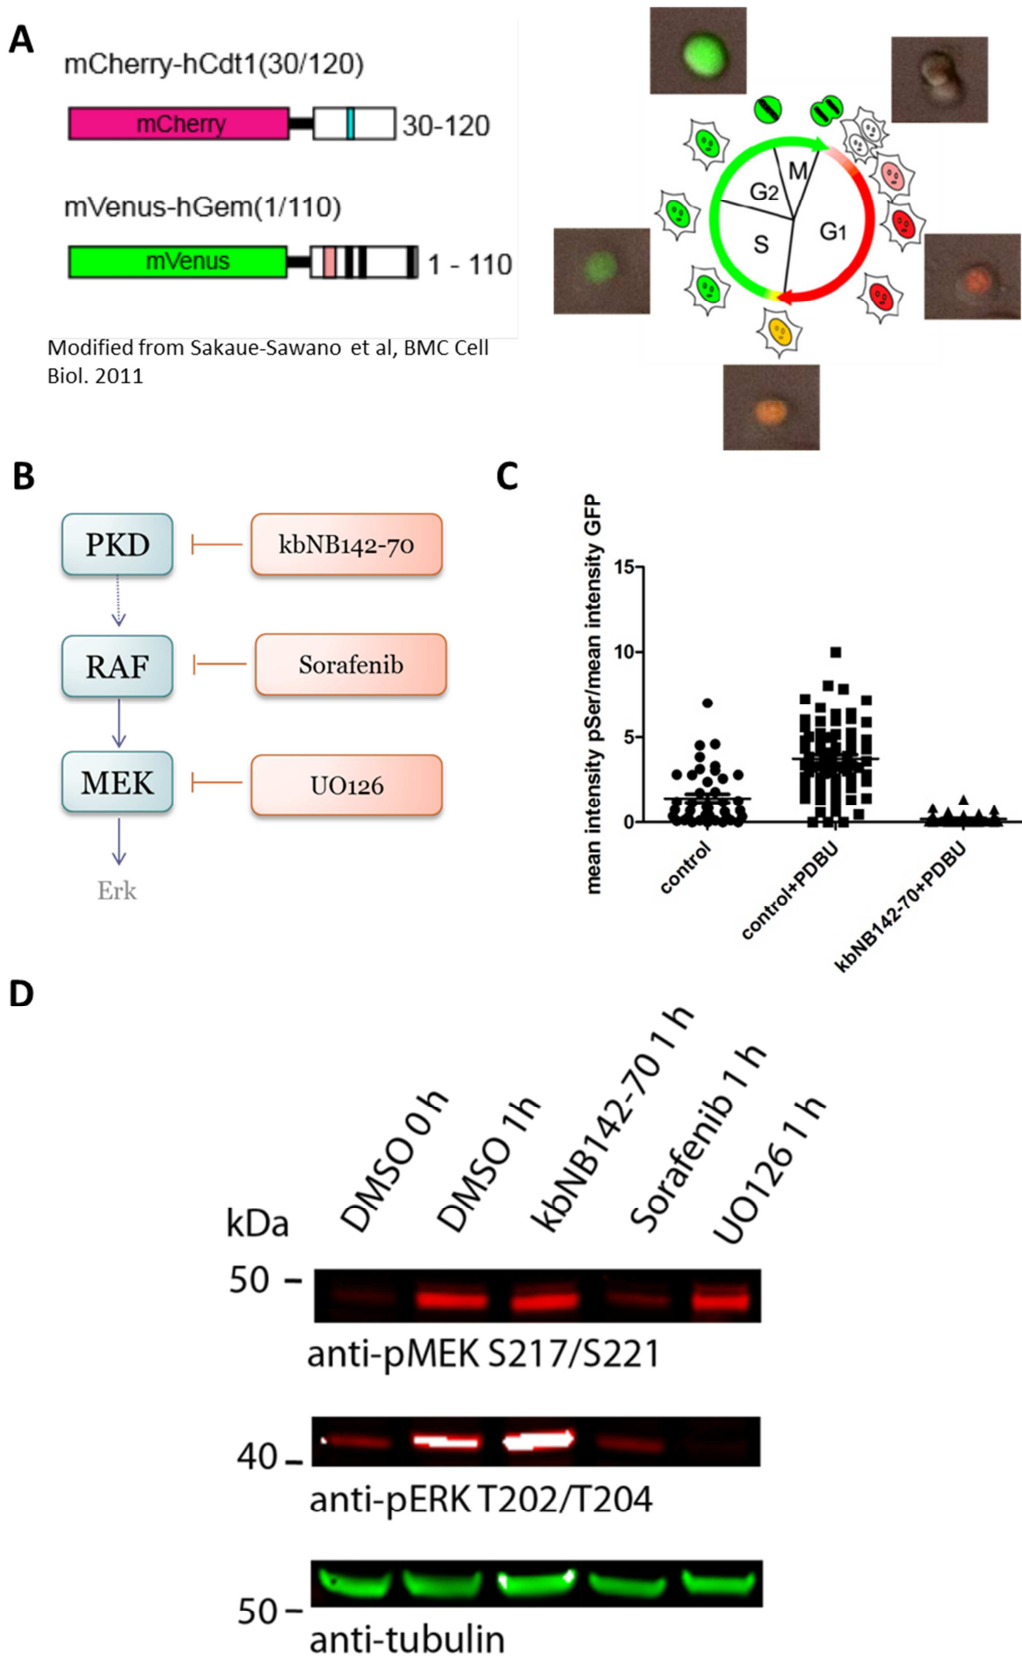 A
mCherry-hCdt1(30/120)
mCherry
30-120
mVenus-hGem(1/110)
mVenus
1 - 110
Modified from Sakaue-Sawano et al, BMC Cell
Biol. 2011
M
G2
G1
S
B
PKD
kbNB142-70
RAF
Sorafenib
MEK
UO126
Erk
C
mean intensity pSer/mean intensity GFP
15
10
5
0
control
control+PDBU
kbNB142-70+PDBU
D
kDa
DMSO 0 h
DMSO 1h
kbNB142-70 1 h
Sorafenib 1 h
UO126 1 h
50
anti-pMEK S217/S221
40
anti-pERK T202/T204
50
anti-tubulin